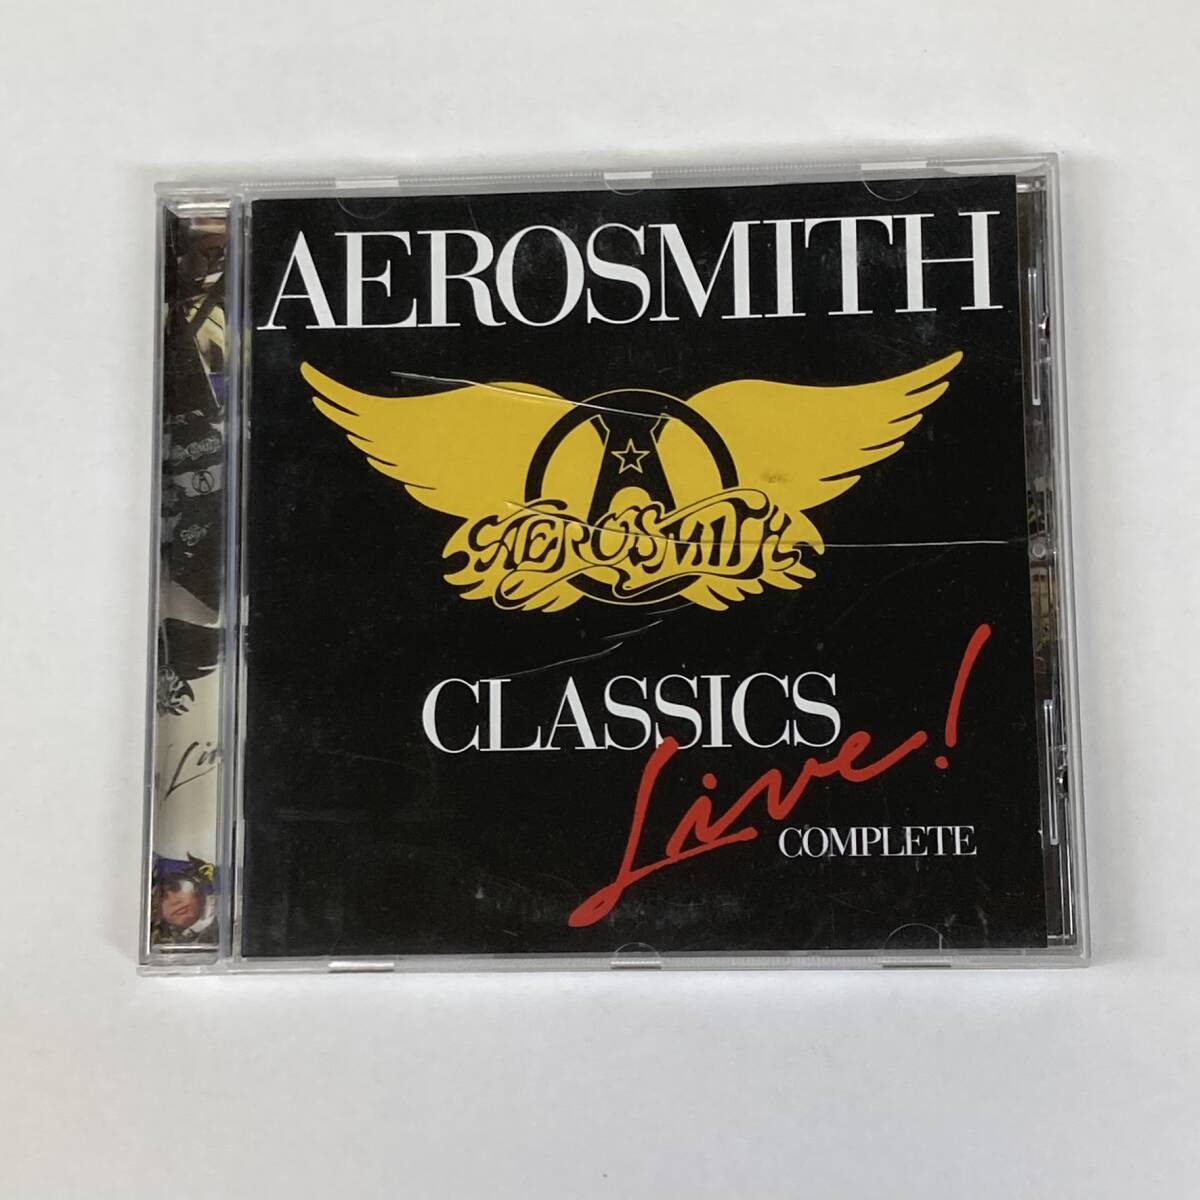 AEROSMITH
AEROSMITH
CLASSICS
Live!
COMPLETE